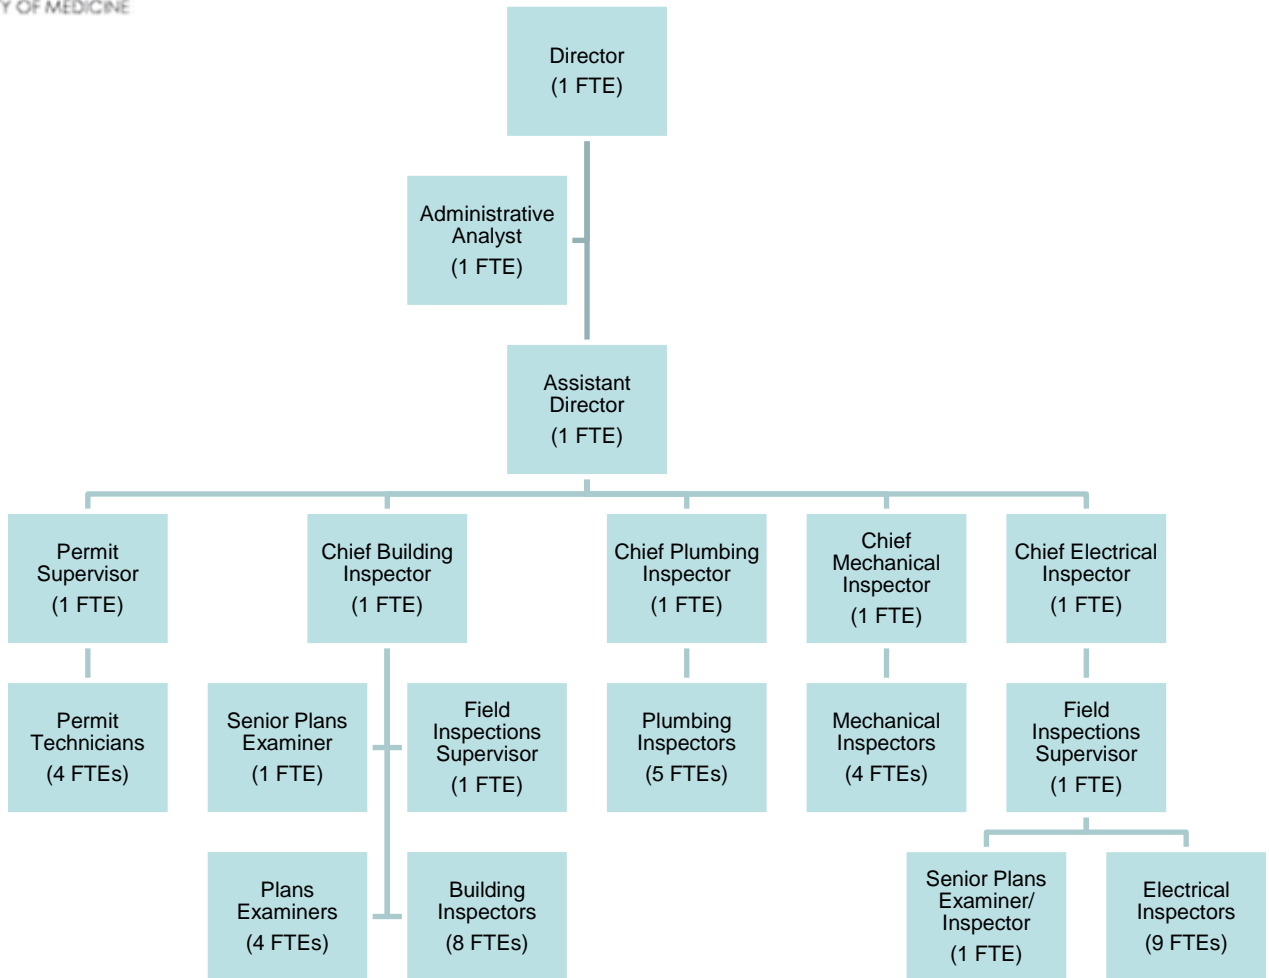 Y OF MEDICINE
Director
(1 FTE)
Administrative
Analyst
(1 FTE)
Assistant
Director
(1 FTE)
Permit
Supervisor
(1 FTE)
Chief Building
Inspector
(1 FTE)
Chief Plumbing
Inspector
(1 FTE)
Chief
Mechanical
Inspector
(1 FTE)
Chief Electrical
Inspector
(1 FTE)
Permit
Technicians
(4 FTEs)
Senior Plans
Examiner
(1 FTE)
Field
Inspections
Supervisor
(1 FTE)
Plumbing
Inspectors
(5 FTEs)
Mechanical
Inspectors
(4 FTEs)
Field
Inspections
Supervisor
(1 FTE)
Plans
Examiners
(4 FTEs)
Building
Inspectors
(8 FTEs)
Senior Plans
Examiner/
Inspector
(1 FTE)
Electrical
Inspectors
(9 FTEs)